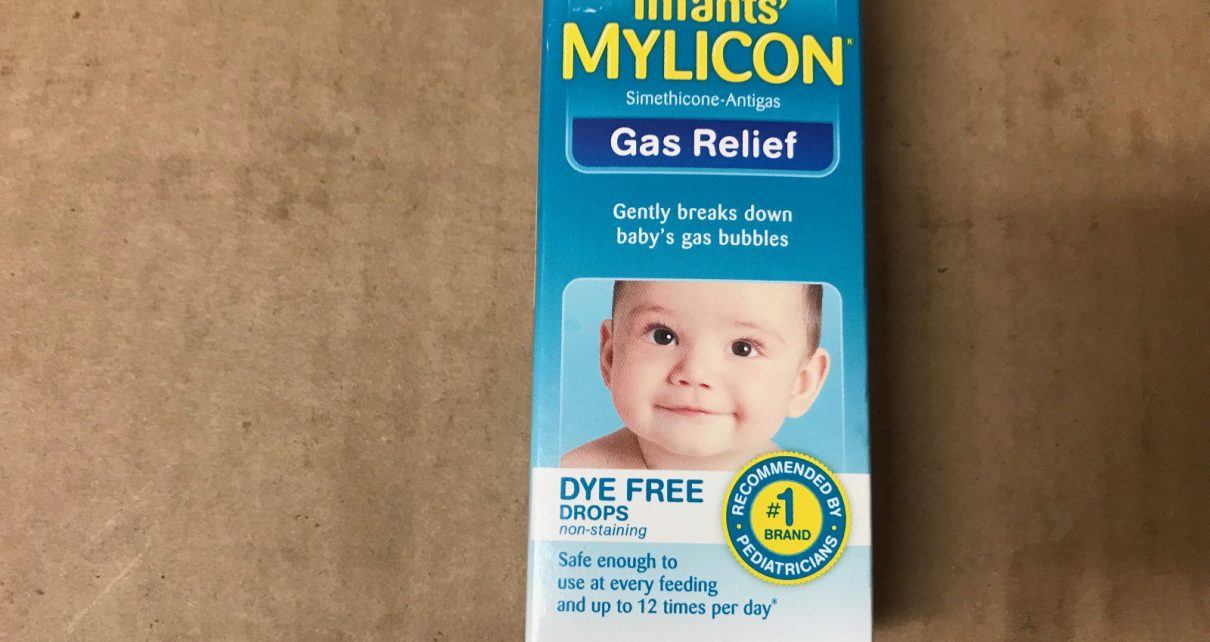 Infants'
MYLICON*
Simethicone-Antigas
Gas Relief
Gently breaks down
baby's gas bubbles
DYE FREE
DROPS
non-staining
RECOMMENDED BY
#1
BRAND
PEDIATRICIANS
Safe enough to
use at every feeding
and up to 12 times per day*